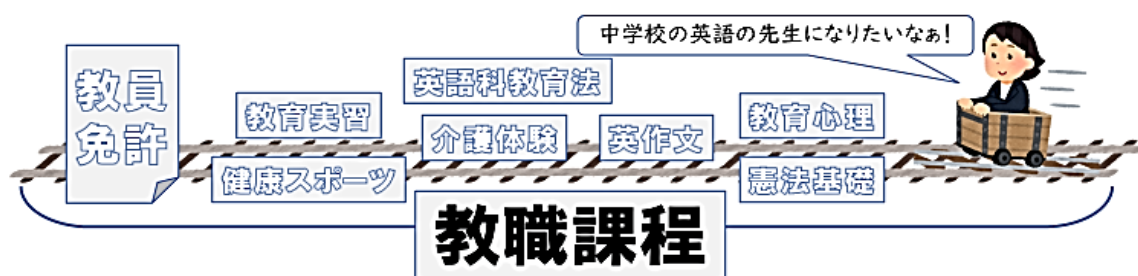 中学校の英語の先生になりたいなぁ!
教員
免許
教育実習
英語科教育法
健康スポーツ
介護体験
英作文
教育心理
憲法基礎
教職課程